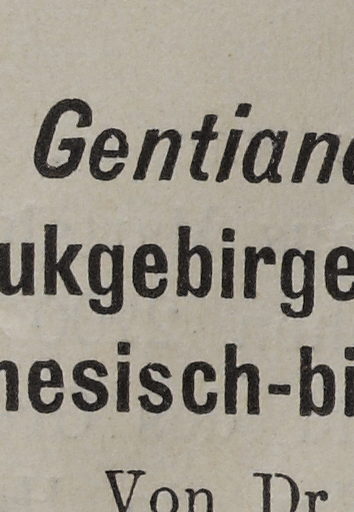 Gentian
ukgebirge
nesisch-bi
Von Dr